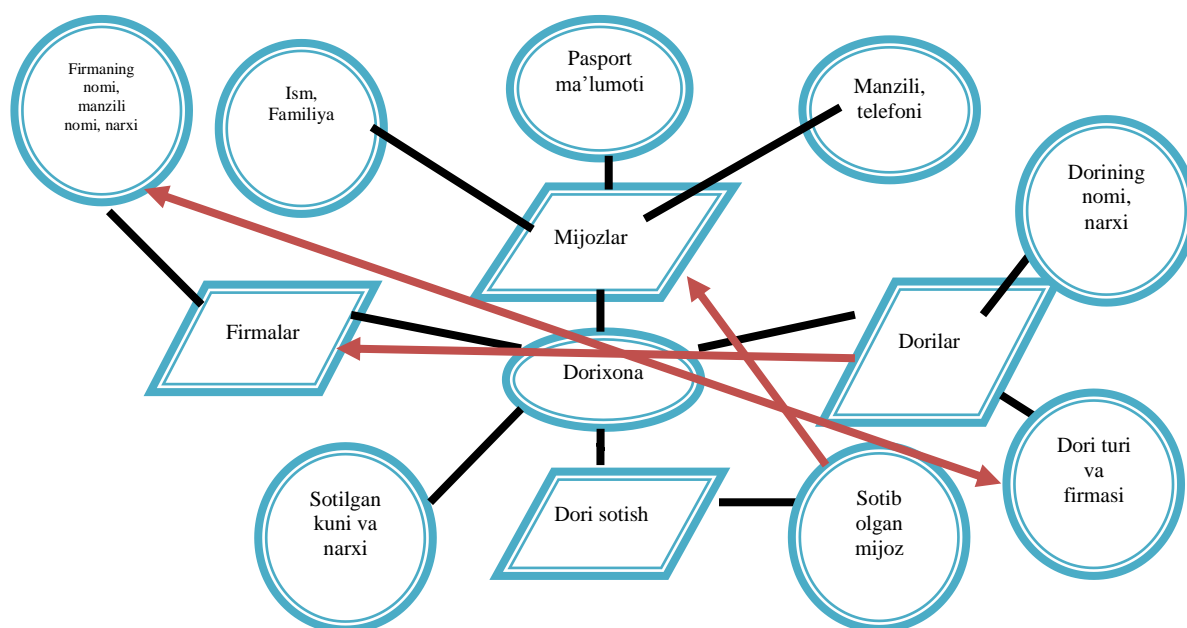 Firmaning
nomi,
manzili
nomi, narxi
Ism,
Familiya
Pasport
ma’lumoti
Manzili,
telefoni
Dorining
nomi,
narxi
Mijozlar
Firmalar
Dorixona
Dorilar
Sotilgan
kuni va
narxi
Dori sotish
Sotib
olgan
mijoz
Dori turi
va
firmasi